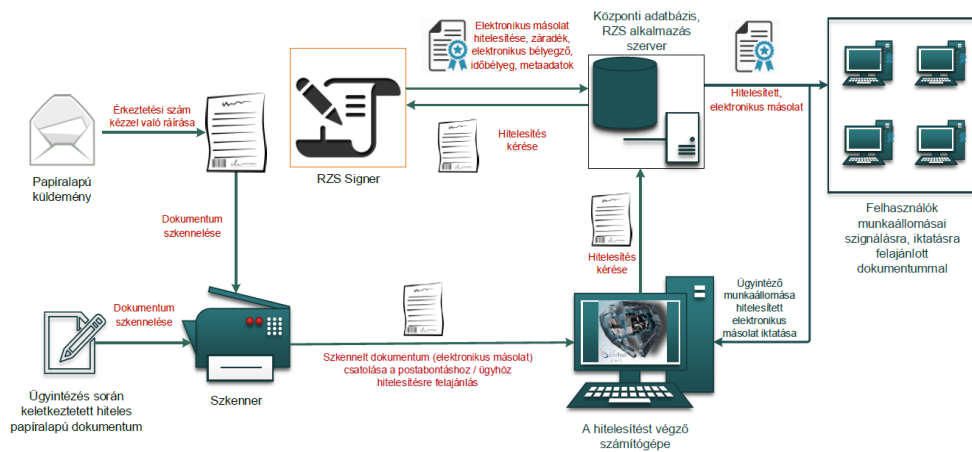 Elektronikus másolat
hitelesítése, záradék,
elektronikus bélyegző,
időbélyeg, metaadatok
Központi adatbázis,
RZS alkalmazás
szerver
Hitelesített,
elektronikus másolat
Érkeztetési szám
kézzel való ráírása
Hitelesítés
kérése
Papíralapú
küldemény
RZS Signer
Felhasználók
munkaállomásai
szignálásra, iktatásra
felajánlott
dokumentummal
Dokumentum
szkennelése
Hitelesítés
kérése
Ügyintéző
munkaállomása
hitelesített
elektronikus
másolat iktatása
Dokumentum
szkennelése
Szkennelt dokumentum (elektronikus másolat)
csatolása a postabontáshoz / ügyhöz
hitelesítésre felajánlás
Ügyintézés során
keletkeztetett hiteles
papíralapú dokumentum
Szkenner
A hitelesítést végző
számítógépe